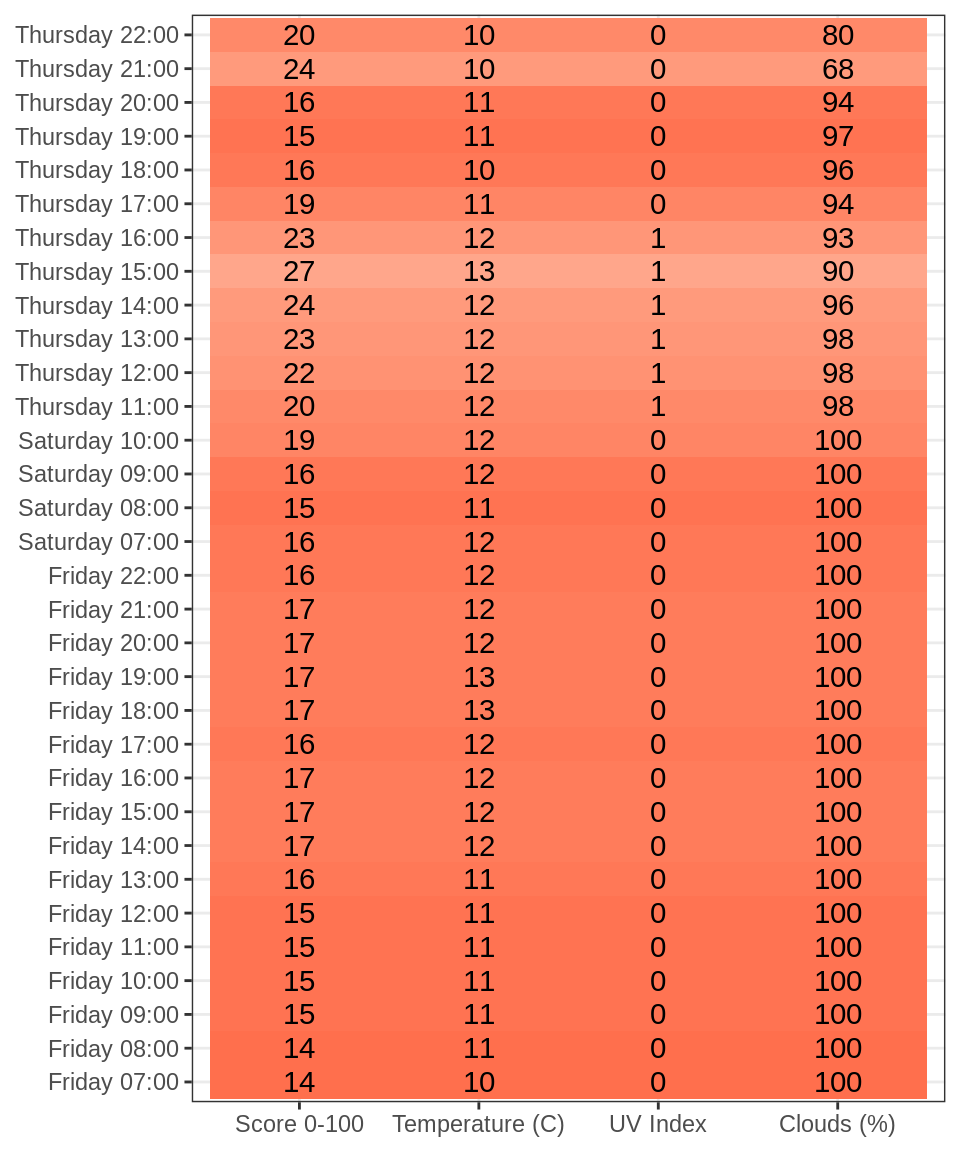 Thursday 22:00 20 10 0 80
Thursday 21:00 24 10 0 68
Thursday 20:00 16 11 0 94
Thursday 19:00 15 11 0 97
Thursday 18:00 16 10 0 96
Thursday 17:00 19 11 0 94
Thursday 16:00 23 12 1 93
Thursday 15:00 27 13 1 90
Thursday 14:00 24 12 1 96
Thursday 13:00 23 12 1 98
Thursday 12:00 22 12 1 98
Thursday 11:00 20 12 1 98
Saturday 10:00 19 12 0 100
Saturday 09:00 16 12 0 100
Saturday 08:00 15 11 0 100
Saturday 07:00 16 12 0 100
Friday 22:00 16 12 0 100
Friday 21:00 17 12 0 100
Friday 20:00 17 12 0 100
Friday 19:00 17 13 0 100
Friday 18:00 17 13 0 100
Friday 17:00 16 12 0 100
Friday 16:00 17 12 0 100
Friday 15:00 17 12 0 100
Friday 14:00 17 12 0 100
Friday 13:00 16 11 0 100
Friday 12:00 15 11 0 100
Friday 11:00 15 11 0 100
Friday 10:00 15 11 0 100
Friday 09:00 15 11 0 100
Friday 08:00 14 11 0 100
Friday 07:00 14 10 0 100
Score 0-100 Temperature (C) UV Index Clouds (%)